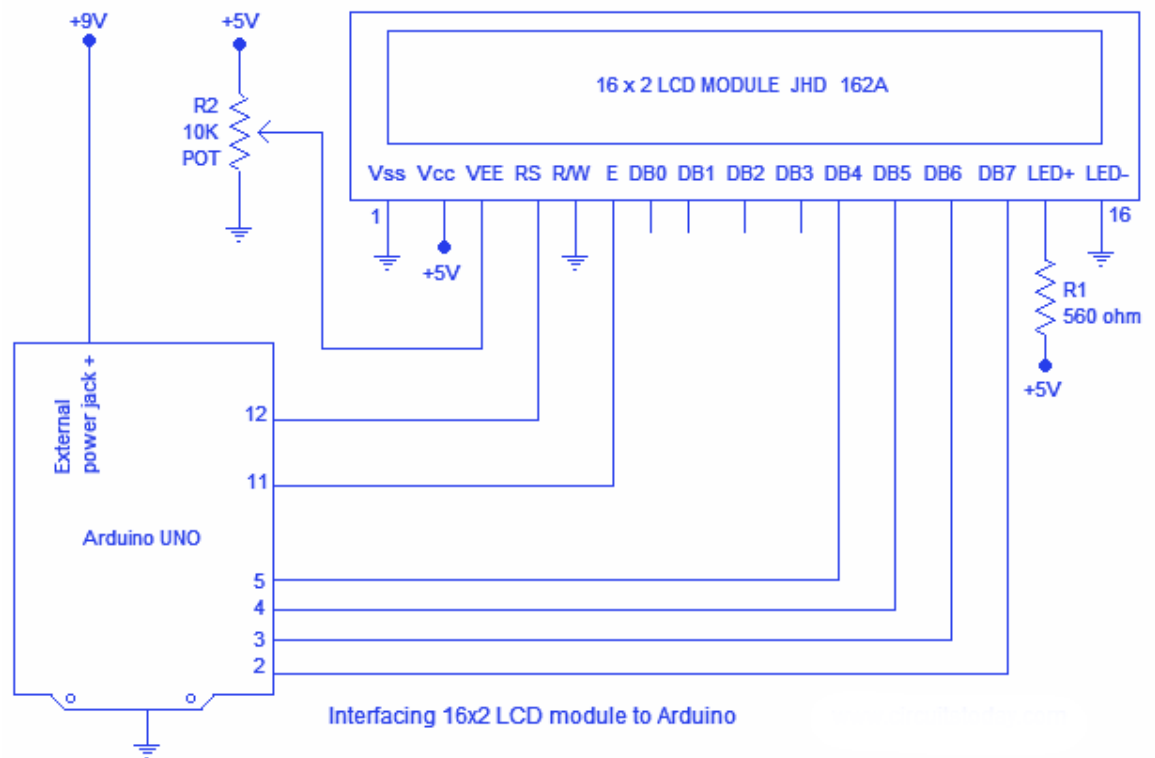 +9V
+5V
R2
10K
POT
16 x 2 LCD MODULE JHD 162A
Vss Vcc VEE RS R/W E DB0 DB1 DB2 DB3 DB4 DB5 DB6 DB7 LED+ LED-
1
16
+5V
R1
560 ohm
+5V
External
power jack +
12
11
Arduino UNO
5
4
3
2
Interfacing 16x2 LCD module to Arduino